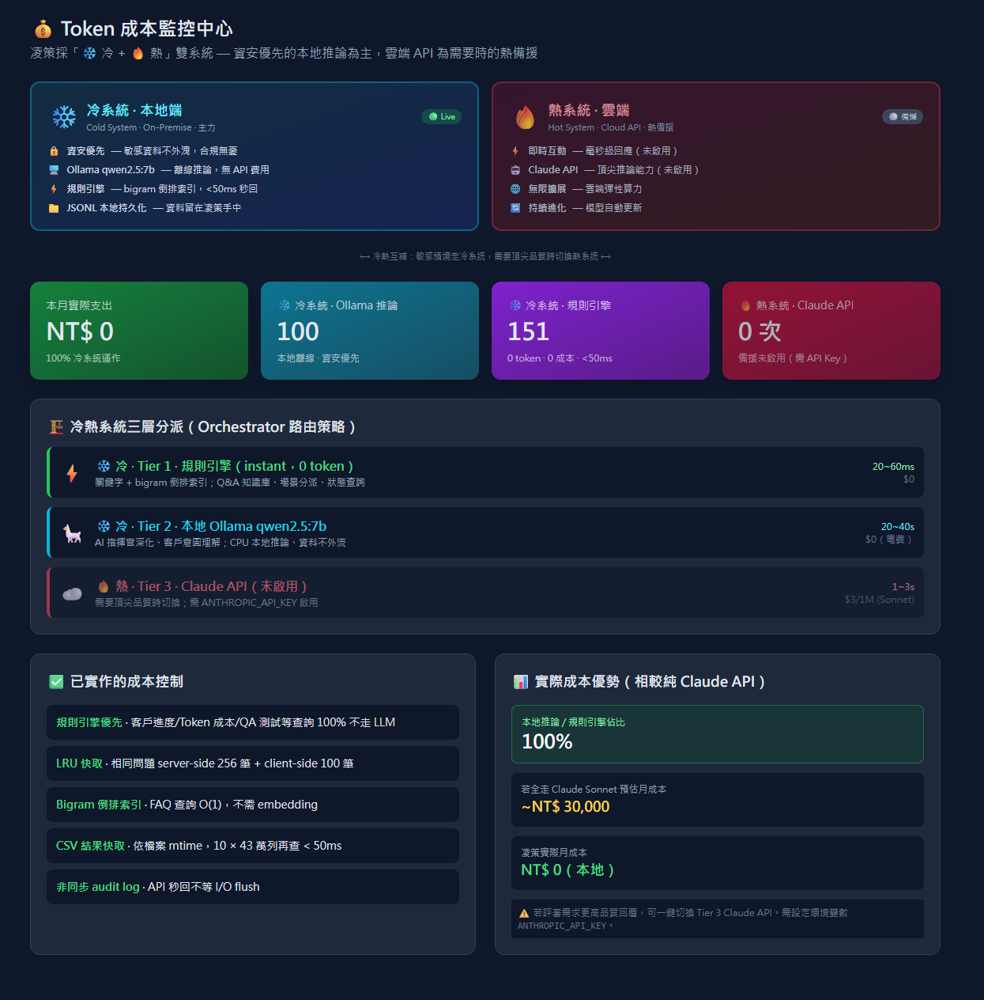 Token 成本監控中心
凌策採「 ❄️ 冷 + 🔥 熱」雙系統 — 資安優先的本地推論為主，雲端 API 為需要時的熱備援
冷系統 · 本地端
Cold System · On-Premise · 主力
Live
資安優先 — 敏感資料不外洩，合規無憂
Ollama qwen2.5:7b — 離線推論，無 API 費用
規則引擎 — bigram 倒排索引，<50ms 秒回
JSONL 本地持久化 — 資料留在凌策手中
熱系統 · 雲端
Hot System · Cloud API · 熱備援
備援
即時互動 — 毫秒級回應（未啟用）
Claude API — 頂尖推論能力（未啟用）
無限擴展 — 雲端彈性算力
持續進化 — 模型自動更新
↔ 冷熱互補：敏感情境走冷系統，需要頂尖品質時切換熱系統 ↔
本月實際支出
NT$ 0
100% 冷系統運作
❄️ 冷系統 · Ollama 推論
100
本地離線 · 資安優先
❄️ 冷系統 · 規則引擎
151
0 token · 0 成本 · <50ms
🔥 熱系統 · Claude API
0 次
備援未啟用（需 API Key）
冷熱系統三層分派（Orchestrator 路由策略）
❄️ 冷 · Tier 1 · 規則引擎（instant，0 token）
關鍵字 + bigram 倒排索引；Q&A 知識庫、場景分派、狀態查詢
20~60ms
$0
❄️ 冷 · Tier 2 · 本地 Ollama qwen2.5:7b
AI 指揮官深化、客戶意圖理解；CPU 本地推論、資料不外流
20~40s
$0（電費）
🔥 熱 · Tier 3 · Claude API（未啟用）
需要頂尖品質時切換；需 ANTHROPIC_API_KEY 啟用
1~3s
$3/1M (Sonnet)
已實作的成本控制
規則引擎優先 · 客戶進度/Token 成本/QA 測試等查詢 100% 不走 LLM
LRU 快取 · 相同問題 server-side 256 筆 + client-side 100 筆
Bigram 倒排索引 · FAQ 查詢 O(1)，不需 embedding
CSV 結果快取 · 依檔案 mtime，10 × 43 萬列再查 < 50ms
非同步 audit log · API 秒回不等 I/O flush
實際成本優勢（相較純 Claude API）
本地推論 / 規則引擎佔比
100%
若全走 Claude Sonnet 預估月成本
~NT$ 30,000
凌策實際月成本
NT$ 0（本地）
⚠️ 若評審需求更高品質回覆，可一鍵切換 Tier 3 Claude API。需設定環境變數
ANTHROPIC_API_KEY。